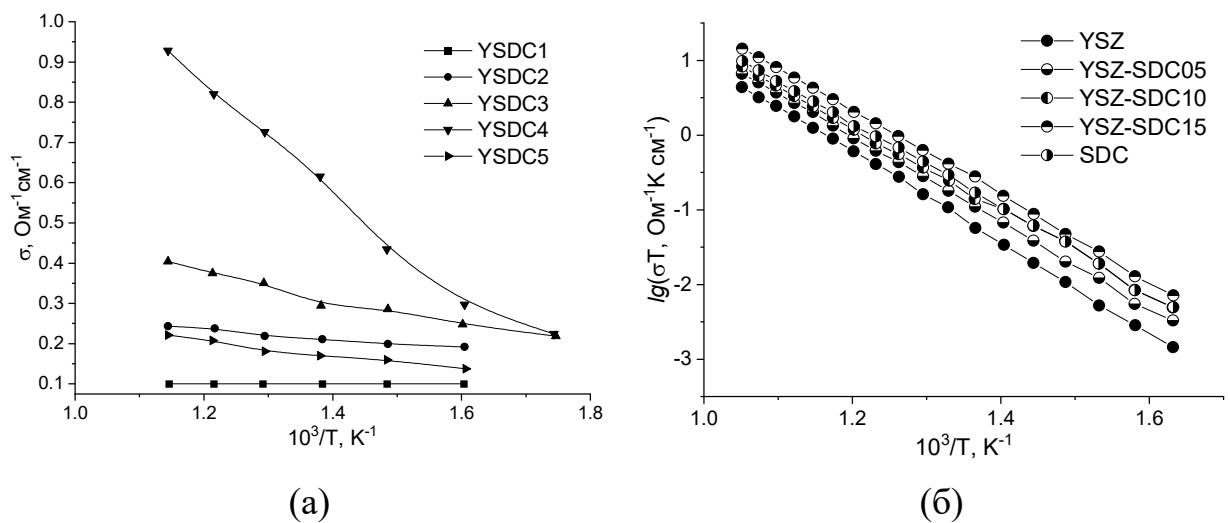 1.0
0.9
0.8
0.7
0.6
0.5
0.4
0.3
0.2
0.1
σ, Ом⁻¹см⁻¹
YSDC1
YSDC2
YSDC3
YSDC4
YSDC5
1.0 1.2 1.4 1.6 1.8
10³/T, K⁻¹
(а)
1
0
-1
-2
-3
lg(σT, Ом⁻¹K см⁻¹)
YSZ
YSZ-SDC05
YSZ-SDC10
YSZ-SDC15
SDC
1.0 1.2 1.4 1.6
10³/T, K⁻¹
(б)